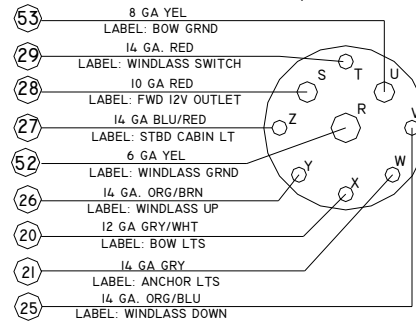 53 8 GA YEL
LABEL: BOW GRND
29 14 GA. RED
LABEL: WINDLASS SWITCH
28 10 GA RED
LABEL: FWD 12V OUTLET
27 14 GA BLU/RED
LABEL: STBD CABIN LT
52 6 GA YEL
LABEL: WINDLASS GRND
26 14 GA. ORG/BRN
LABEL: WINDLASS UP
20 12 GA GRY/WHT
LABEL: BOW LTS
21 14 GA GRY
LABEL: ANCHOR LTS
25 14 GA. ORG/BLU
LABEL: WINDLASS DOWN
S T U
Z R V
Y X W